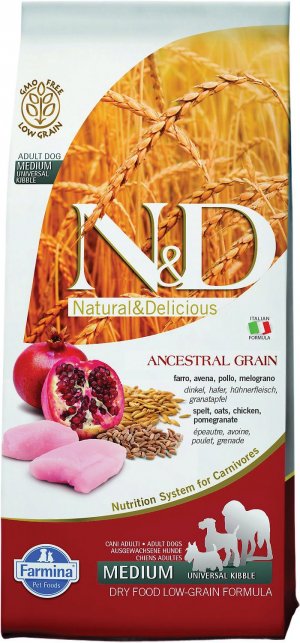 GMO FREE
LOW GRAIN
ADULT DOG
MEDIUM
UNIVERSAL
KIBBLE
N&D
Natural&Delicious
ITALIAN
FORMULA
ANCESTRAL GRAIN
farro, avena, pollo, melograno
dinkel, hafer, hühnerfleisch,
granatapfel
spelt, oats, chicken,
pomegranate
épeautre, avoine,
poulet, grenade
Nutrition System for Carnivores
CANI ADULTI - ADULT DOGS
AUSGEWACHSENE HUNDE
CHIENS ADULTES
MEDIUM
UNIVERSAL KIBBLE
DRY FOOD LOW-GRAIN FORMULA
Farmina
Pet Foods